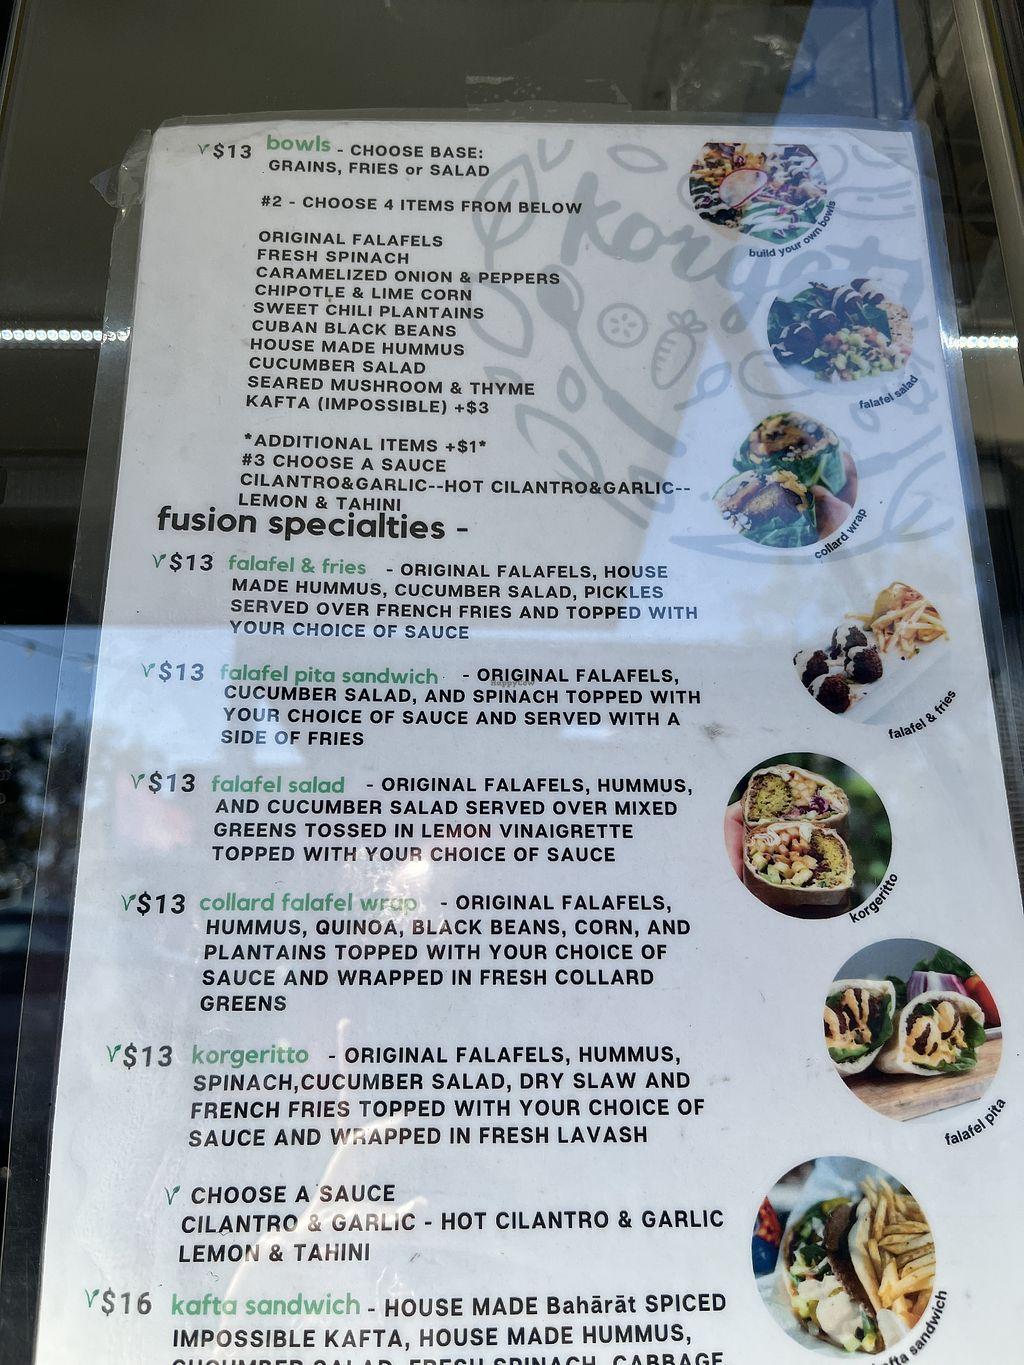 $13 bowls - CHOOSE BASE:
GRAINS, FRIES or SALAD
#2 - CHOOSE 4 ITEMS FROM BELOW
ORIGINAL FALAFELS
FRESH SPINACH
CARAMELIZED ONION & PEPPERS
CHIPOTLE & LIME CORN
SWEET CHILI PLANTAINS
CUBAN BLACK BEANS
HOUSE MADE HUMMUS
CUCUMBER SALAD
SEARED MUSHROOM & THYME
KAFTA (IMPOSSIBLE) +$3
*ADDITIONAL ITEMS +$1*
#3 CHOOSE A SAUCE
CILANTRO&GARLIC--HOT CILANTRO&GARLIC--
LEMON & TAHINI
fusion specialties -
$13 falafel & fries - ORIGINAL FALAFELS, HOUSE
MADE HUMMUS, CUCUMBER SALAD, PICKLES
SERVED OVER FRENCH FRIES AND TOPPED WITH
YOUR CHOICE OF SAUCE
$13 falafel pita sandwich - ORIGINAL FALAFELS,
CUCUMBER SALAD, AND SPINACH TOPPED WITH
YOUR CHOICE OF SAUCE AND SERVED WITH A
SIDE OF FRIES
$13 falafel salad - ORIGINAL FALAFELS, HUMMUS,
AND CUCUMBER SALAD SERVED OVER MIXED
GREENS TOSSED IN LEMON VINAIGRETTE
TOPPED WITH YOUR CHOICE OF SAUCE
$13 collard falafel wrap - ORIGINAL FALAFELS,
HUMMUS, QUINOA, BLACK BEANS, CORN, AND
PLANTAINS TOPPED WITH YOUR CHOICE OF
SAUCE AND WRAPPED IN FRESH COLLARD
GREENS
$13 korgeritto - ORIGINAL FALAFELS, HUMMUS,
SPINACH,CUCUMBER SALAD, DRY SLAW AND
FRENCH FRIES TOPPED WITH YOUR CHOICE OF
SAUCE AND WRAPPED IN FRESH LAVASH
CHOOSE A SAUCE
CILANTRO & GARLIC - HOT CILANTRO & GARLIC
LEMON & TAHINI
$16 kafta sandwich - HOUSE MADE Bahārāt SPICED
IMPOSSIBLE KAFTA, HOUSE MADE HUMMUS,
CUCUMBER SALAD, FRESH SPINACH, CABBAGE
build your own bowls
falafel salad
collard wrap
falafel & fries
korgeritto
falafel pita
sandwich
HappyCow